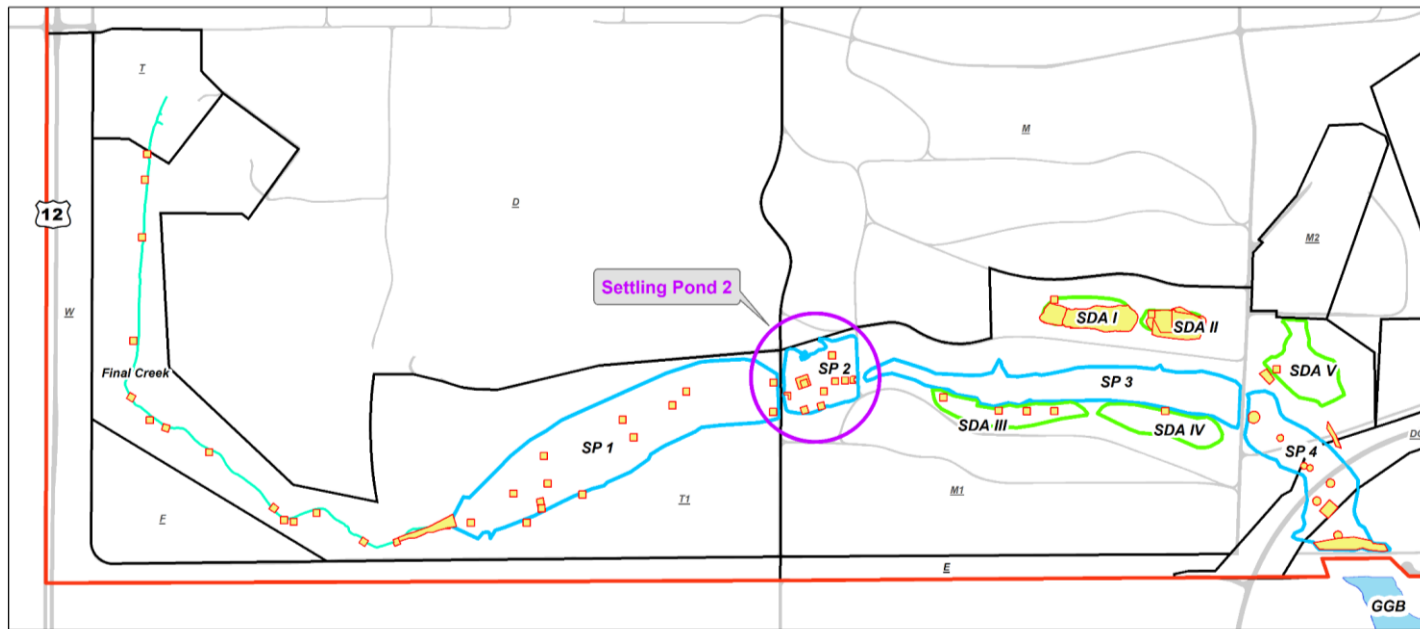 T
M
12
D
M2
Settling Pond 2
W
SDA I
SDA II
SP 2
Final Creek
SP 3
SDA V
SDA III
SDA IV
SP 1
SP 4
T1
M1
F
E
GGB